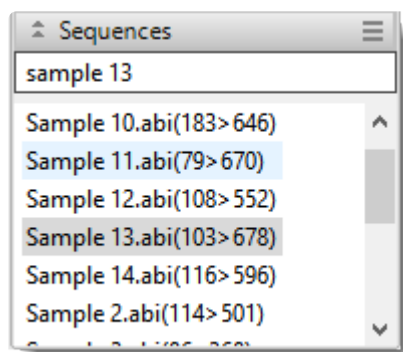 Sequences
sample 13
Sample 10.abi(183>646)
Sample 11.abi(79>670)
Sample 12.abi(108>552)
Sample 13.abi(103>678)
Sample 14.abi(116>596)
Sample 2.abi(114>501)